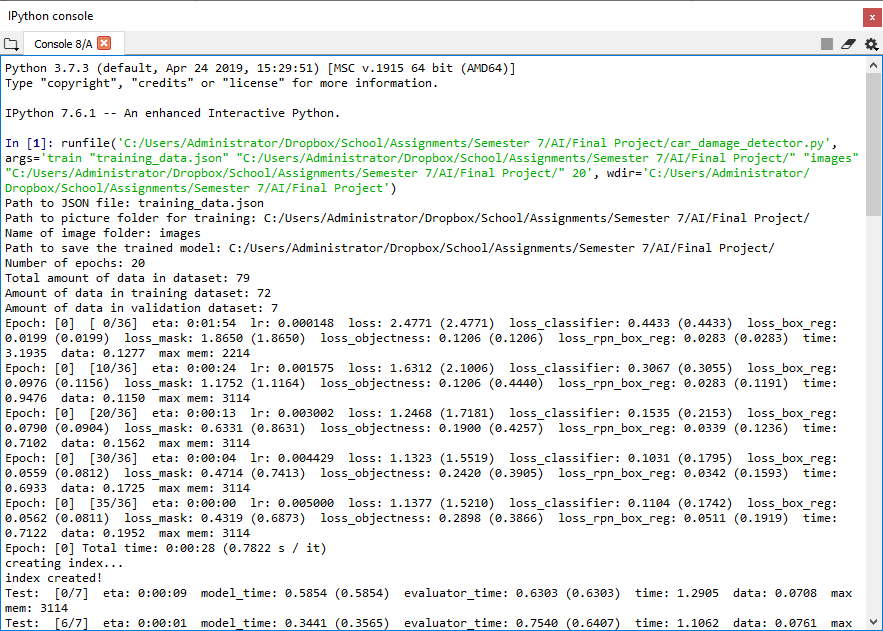 IPython console
Console 8/A
Python 3.7.3 (default, Apr 24 2019, 15:29:51) [MSC v.1915 64 bit (AMD64)]
Type "copyright", "credits" or "license" for more information.
IPython 7.6.1 -- An enhanced Interactive Python.
In [1]: runfile('C:/Users/Administrator/Dropbox/School/Assignments/Semester 7/AI/Final Project/car_damage_detector.py',
args='train "training_data.json" "C:/Users/Administrator/Dropbox/School/Assignments/Semester 7/AI/Final Project/" "images"
"C:/Users/Administrator/Dropbox/School/Assignments/Semester 7/AI/Final Project/" 20', wdir='C:/Users/Administrator/
Dropbox/School/Assignments/Semester 7/AI/Final Project')
Path to JSON file: training_data.json
Path to picture folder for training: C:/Users/Administrator/Dropbox/School/Assignments/Semester 7/AI/Final Project/
Name of image folder: images
Path to save the trained model: C:/Users/Administrator/Dropbox/School/Assignments/Semester 7/AI/Final Project/
Number of epochs: 20
Total amount of data in dataset: 79
Amount of data in training dataset: 72
Amount of data in validation dataset: 7
Epoch: [0]  [ 0/36]  eta: 0:01:54  lr: 0.000148  loss: 2.4771 (2.4771)  loss_classifier: 0.4433 (0.4433)  loss_box_reg:
0.0199 (0.0199)  loss_mask: 1.8650 (1.8650)  loss_objectness: 0.1206 (0.1206)  loss_rpn_box_reg: 0.0283 (0.0283)  time:
3.1935  data: 0.1277  max mem: 2214
Epoch: [0]  [10/36]  eta: 0:00:24  lr: 0.001575  loss: 1.6312 (2.1006)  loss_classifier: 0.3067 (0.3055)  loss_box_reg:
0.0976 (0.1156)  loss_mask: 1.1752 (1.1164)  loss_objectness: 0.1206 (0.4440)  loss_rpn_box_reg: 0.0283 (0.1191)  time:
0.9476  data: 0.1150  max mem: 3114
Epoch: [0]  [20/36]  eta: 0:00:13  lr: 0.003002  loss: 1.2468 (1.7181)  loss_classifier: 0.1535 (0.2153)  loss_box_reg:
0.0790 (0.0904)  loss_mask: 0.6331 (0.8631)  loss_objectness: 0.1900 (0.4257)  loss_rpn_box_reg: 0.0339 (0.1236)  time:
0.7102  data: 0.1562  max mem: 3114
Epoch: [0]  [30/36]  eta: 0:00:04  lr: 0.004429  loss: 1.1323 (1.5519)  loss_classifier: 0.1031 (0.1795)  loss_box_reg:
0.0559 (0.0812)  loss_mask: 0.4714 (0.7413)  loss_objectness: 0.2420 (0.3905)  loss_rpn_box_reg: 0.0342 (0.1593)  time:
0.6933  data: 0.1725  max mem: 3114
Epoch: [0]  [35/36]  eta: 0:00:00  lr: 0.005000  loss: 1.1377 (1.5210)  loss_classifier: 0.1104 (0.1742)  loss_box_reg:
0.0562 (0.0811)  loss_mask: 0.4319 (0.6873)  loss_objectness: 0.2898 (0.3866)  loss_rpn_box_reg: 0.0511 (0.1919)  time:
0.7122  data: 0.1952  max mem: 3114
Epoch: [0] Total time: 0:00:28 (0.7822 s / it)
creating index...
index created!
Test:  [0/7]  eta: 0:00:09  model_time: 0.5854 (0.5854)  evaluator_time: 0.6303 (0.6303)  time: 1.2905  data: 0.0708  max
mem: 3114
Test:  [6/7]  eta: 0:00:01  model_time: 0.3441 (0.3565)  evaluator_time: 0.7540 (0.6407)  time: 1.1062  data: 0.0761  max